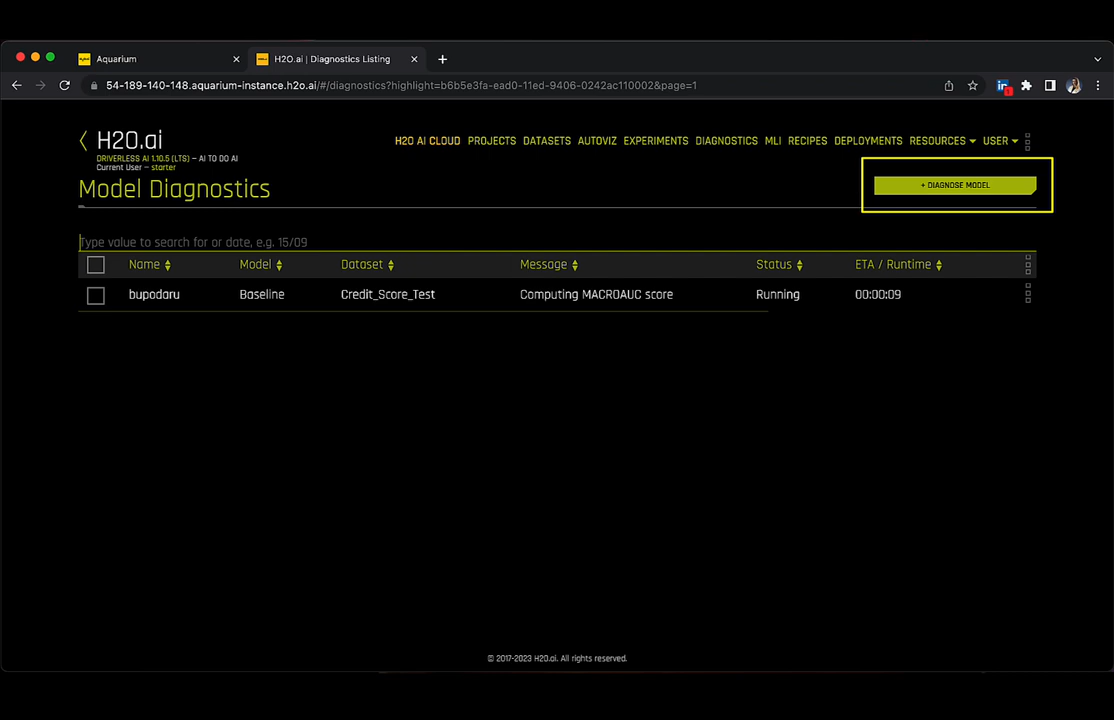 Aquarium
H2O.ai | Diagnostics Listing
54-189-140-148.aquarium-instance.h2o.ai/#/diagnostics?highlight=b6b5e3fa-ead0-11ed-9406-0242ac110002&page=1
H2O.ai
DRIVERLESS AI 1.10.5 (LTS) — AI TO DO AI
Current User — starter
H2O AI CLOUD PROJECTS DATASETS AUTOVIZ EXPERIMENTS DIAGNOSTICS MLI RECIPES DEPLOYMENTS RESOURCES USER
Model Diagnostics
+ DIAGNOSE MODEL
Type value to search for or date, e.g. 15/09
Name Model Dataset Message Status ETA / Runtime
bupodaru Baseline Credit_Score_Test Computing MACROAUC score Running 00:00:09
© 2017-2023 H2O.ai. All rights reserved.